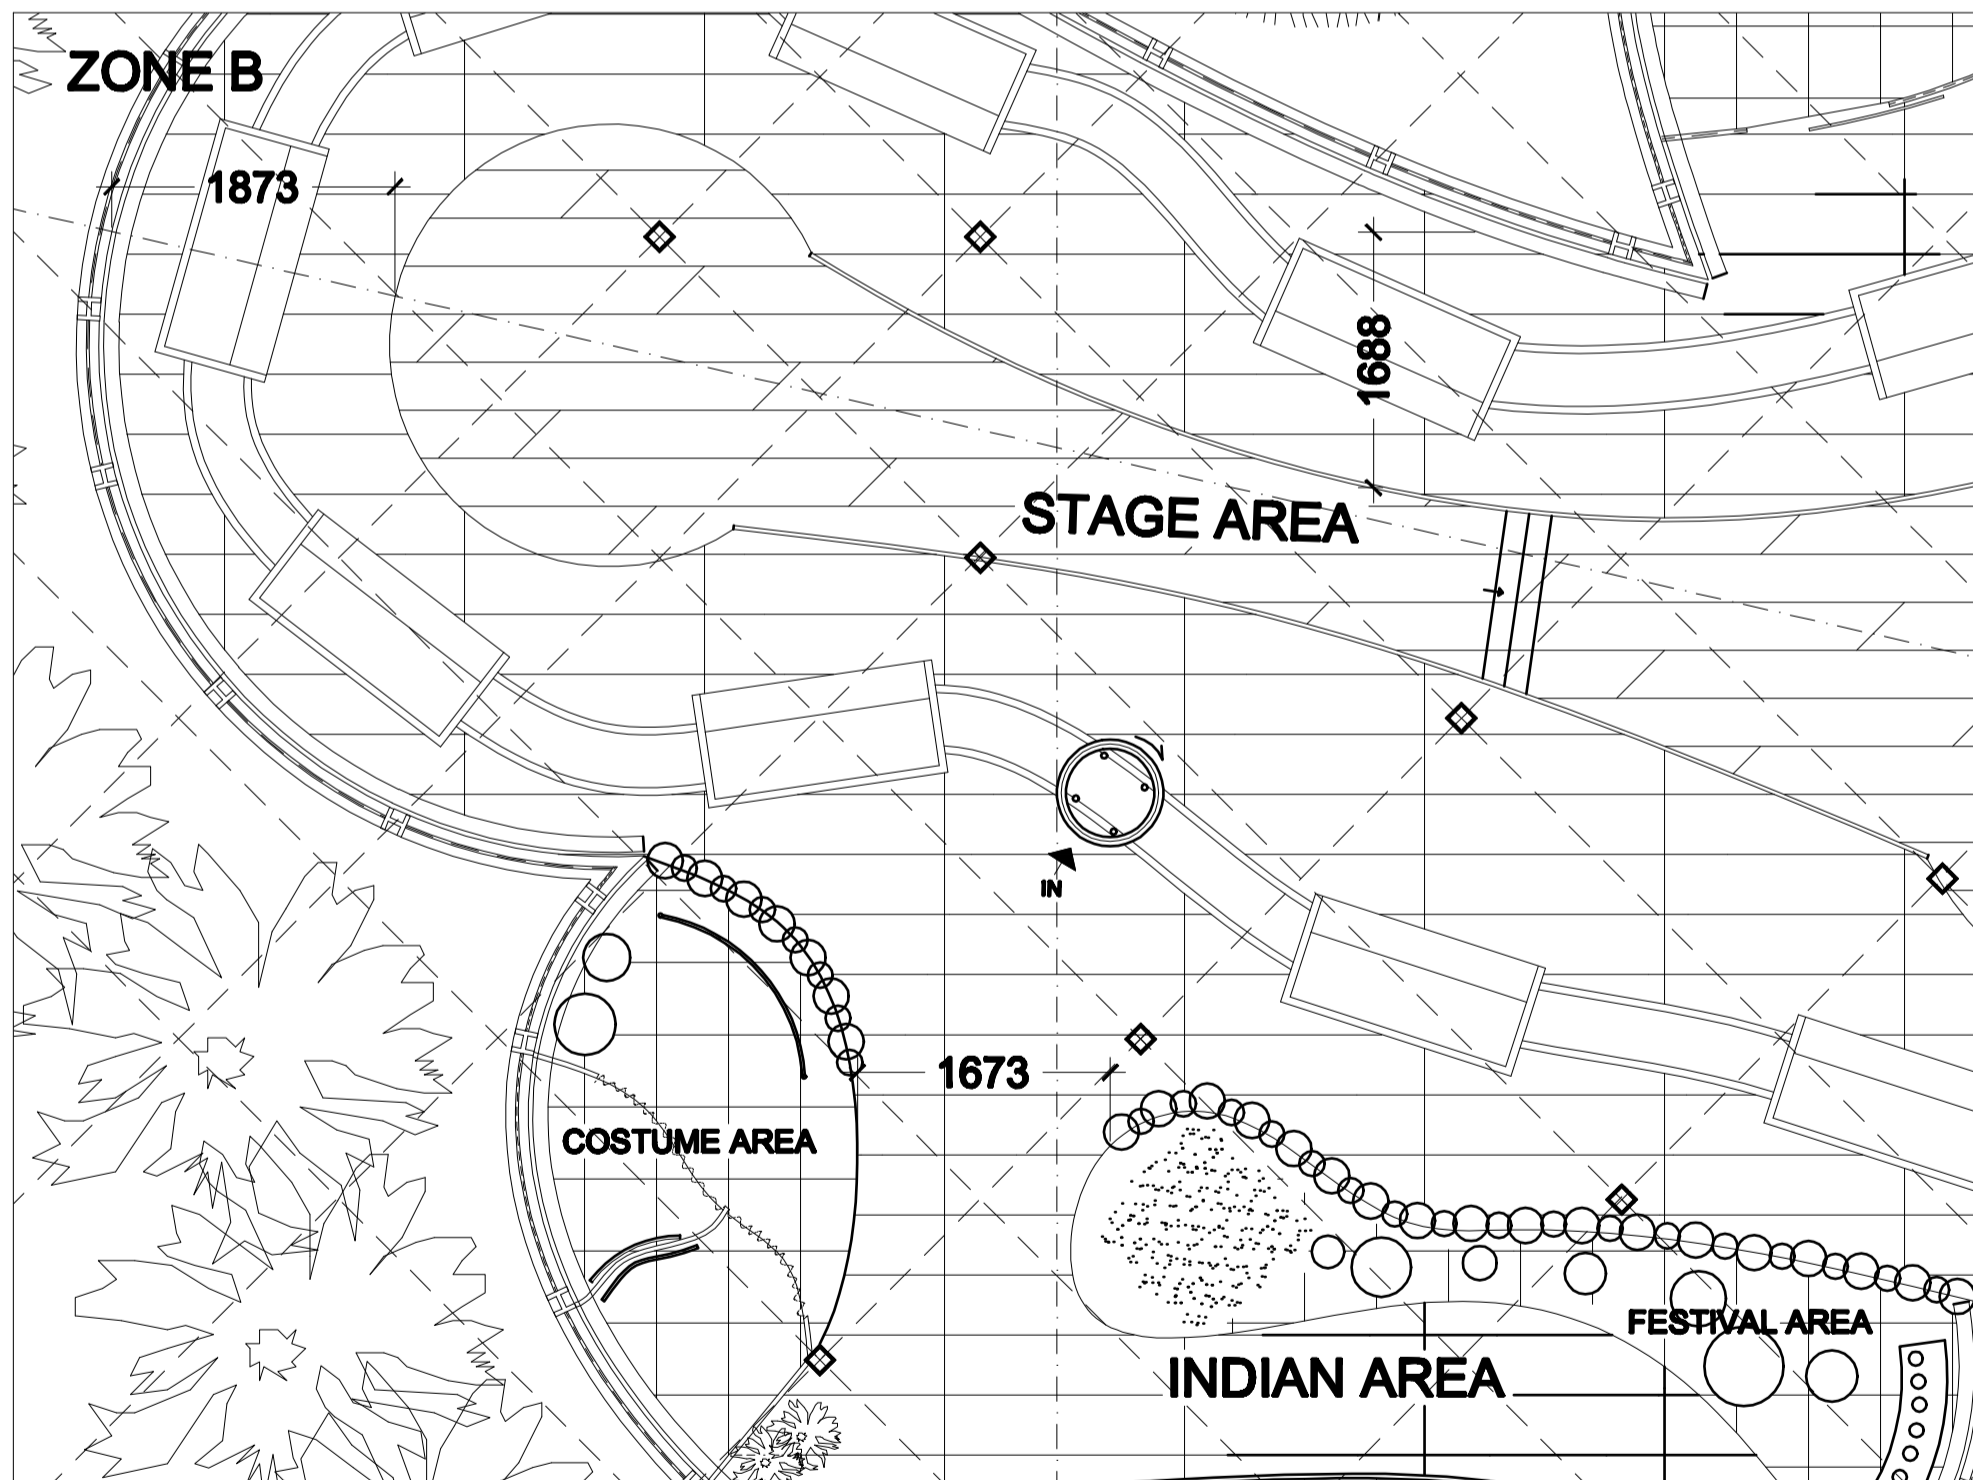 ZONE B
1873
1688
STAGE AREA
IN
1673
COSTUME AREA
FESTIVAL AREA
INDIAN AREA